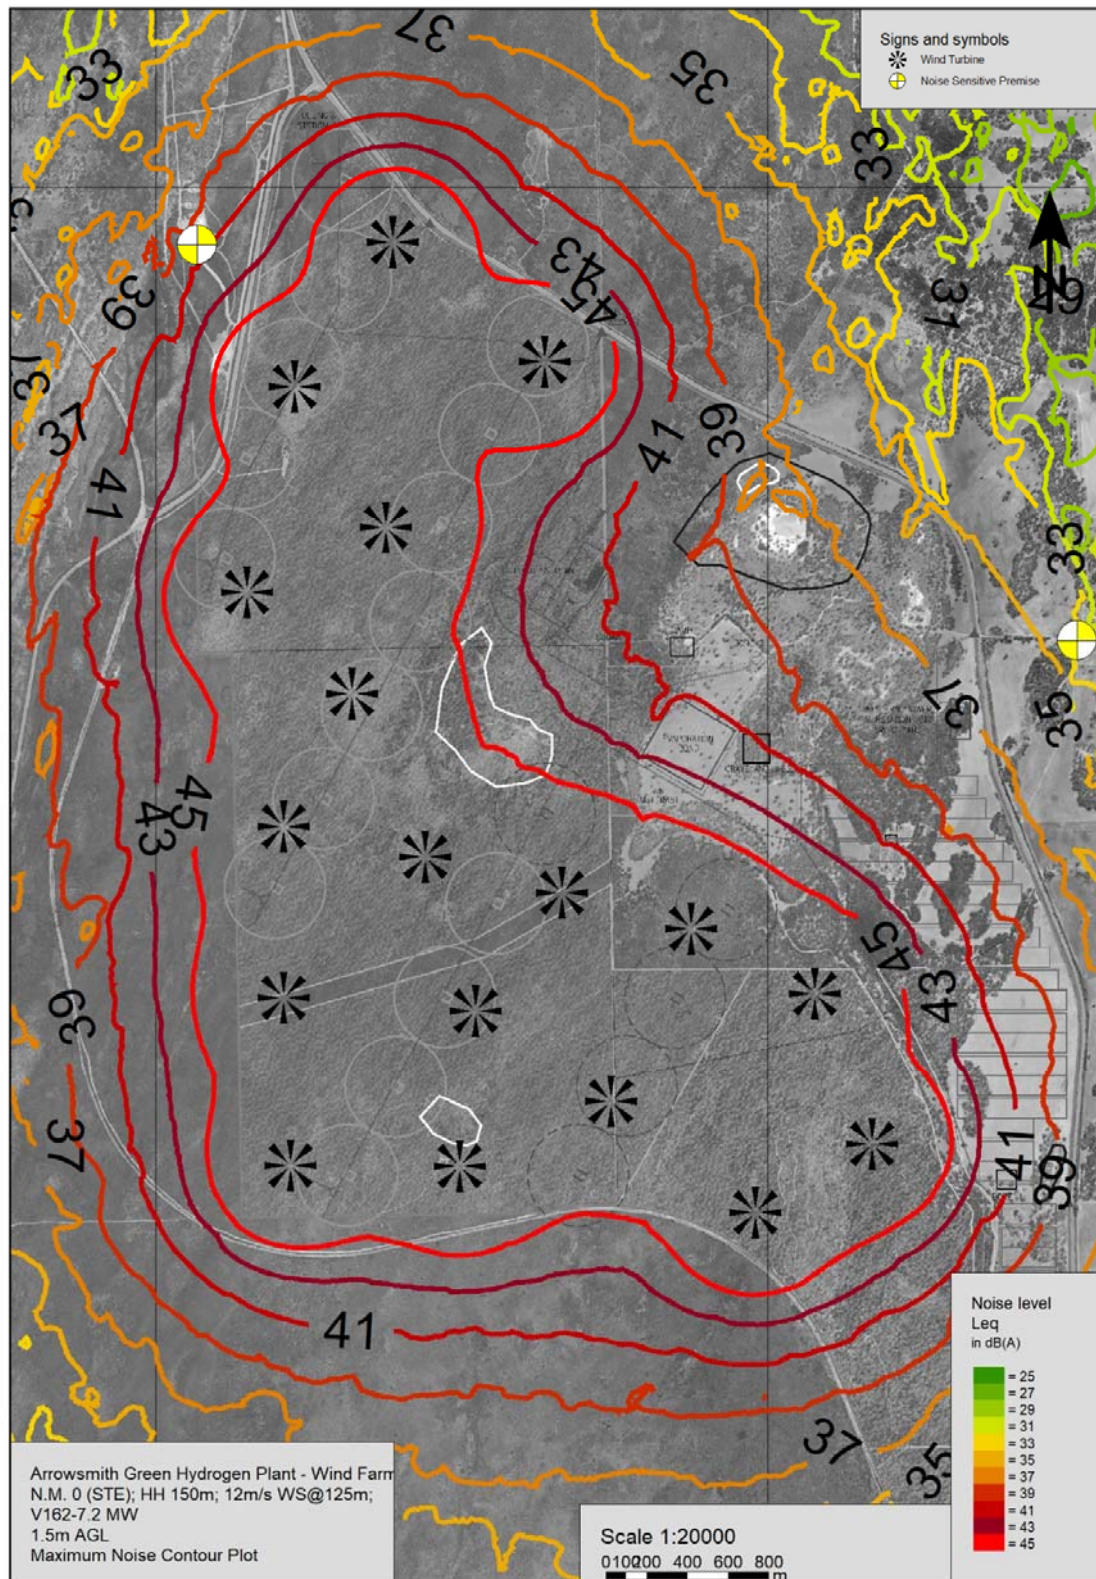 37
Signs and symbols
Wind Turbine
Noise Sensitive Premise
33
35
33
31
29
39
43
45
37
41
39
41
33
37
35
45
43
45
43
39
37
41
39
41
37
35
Noise level
Leq
in dB(A)
= 25
= 27
= 29
= 31
= 33
= 35
= 37
= 39
= 41
= 43
= 45
Arrowsmith Green Hydrogen Plant - Wind Farm
N.M. 0 (STE); HH 150m; 12m/s WS@125m;
V162-7.2 MW
1.5m AGL
Maximum Noise Contour Plot
Scale 1:20000
0 100 200 400 600 800
m
EVAPORATION
N